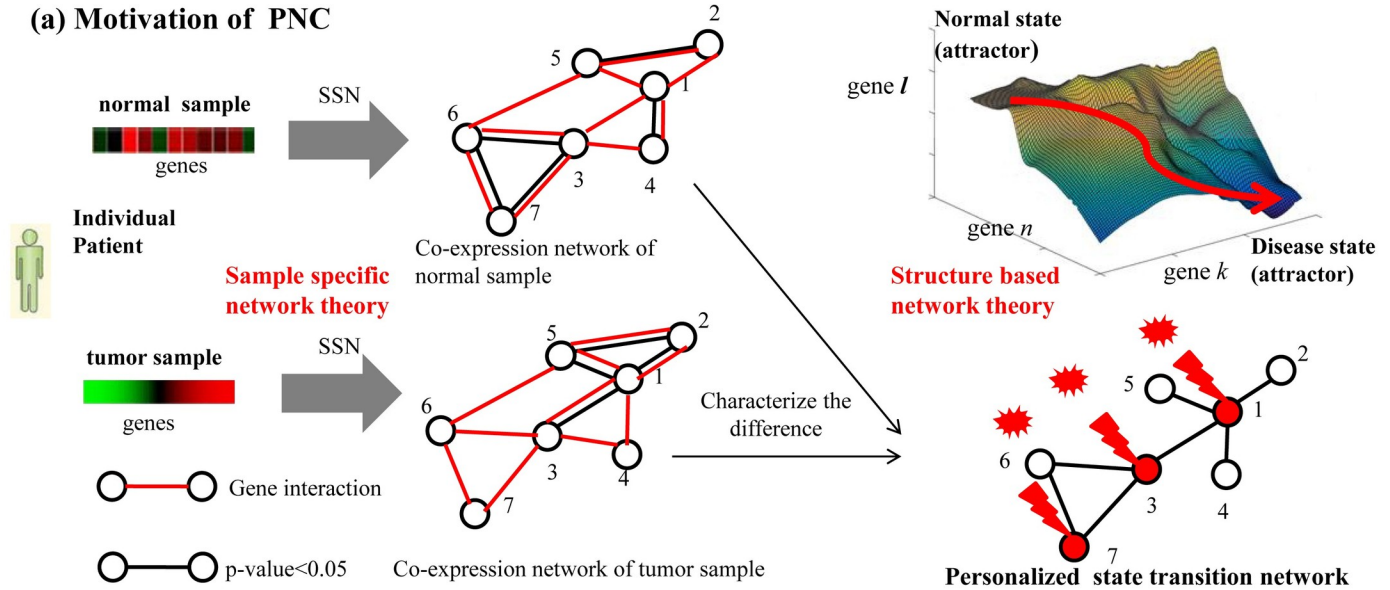 (a) Motivation of PNC
normal sample
genes
SSN
2
5
1
6
3
4
7
Co-expression network of
normal sample
Normal state
(attractor)
gene l
gene n
gene k
Disease state
(attractor)
Individual
Patient
Sample specific
network theory
Structure based
network theory
tumor sample
genes
SSN
2
5
1
6
3
4
7
Characterize the
difference
2
5
1
6
3
4
7
Gene interaction
p-value<0.05
Co-expression network of tumor sample
Personalized state transition network